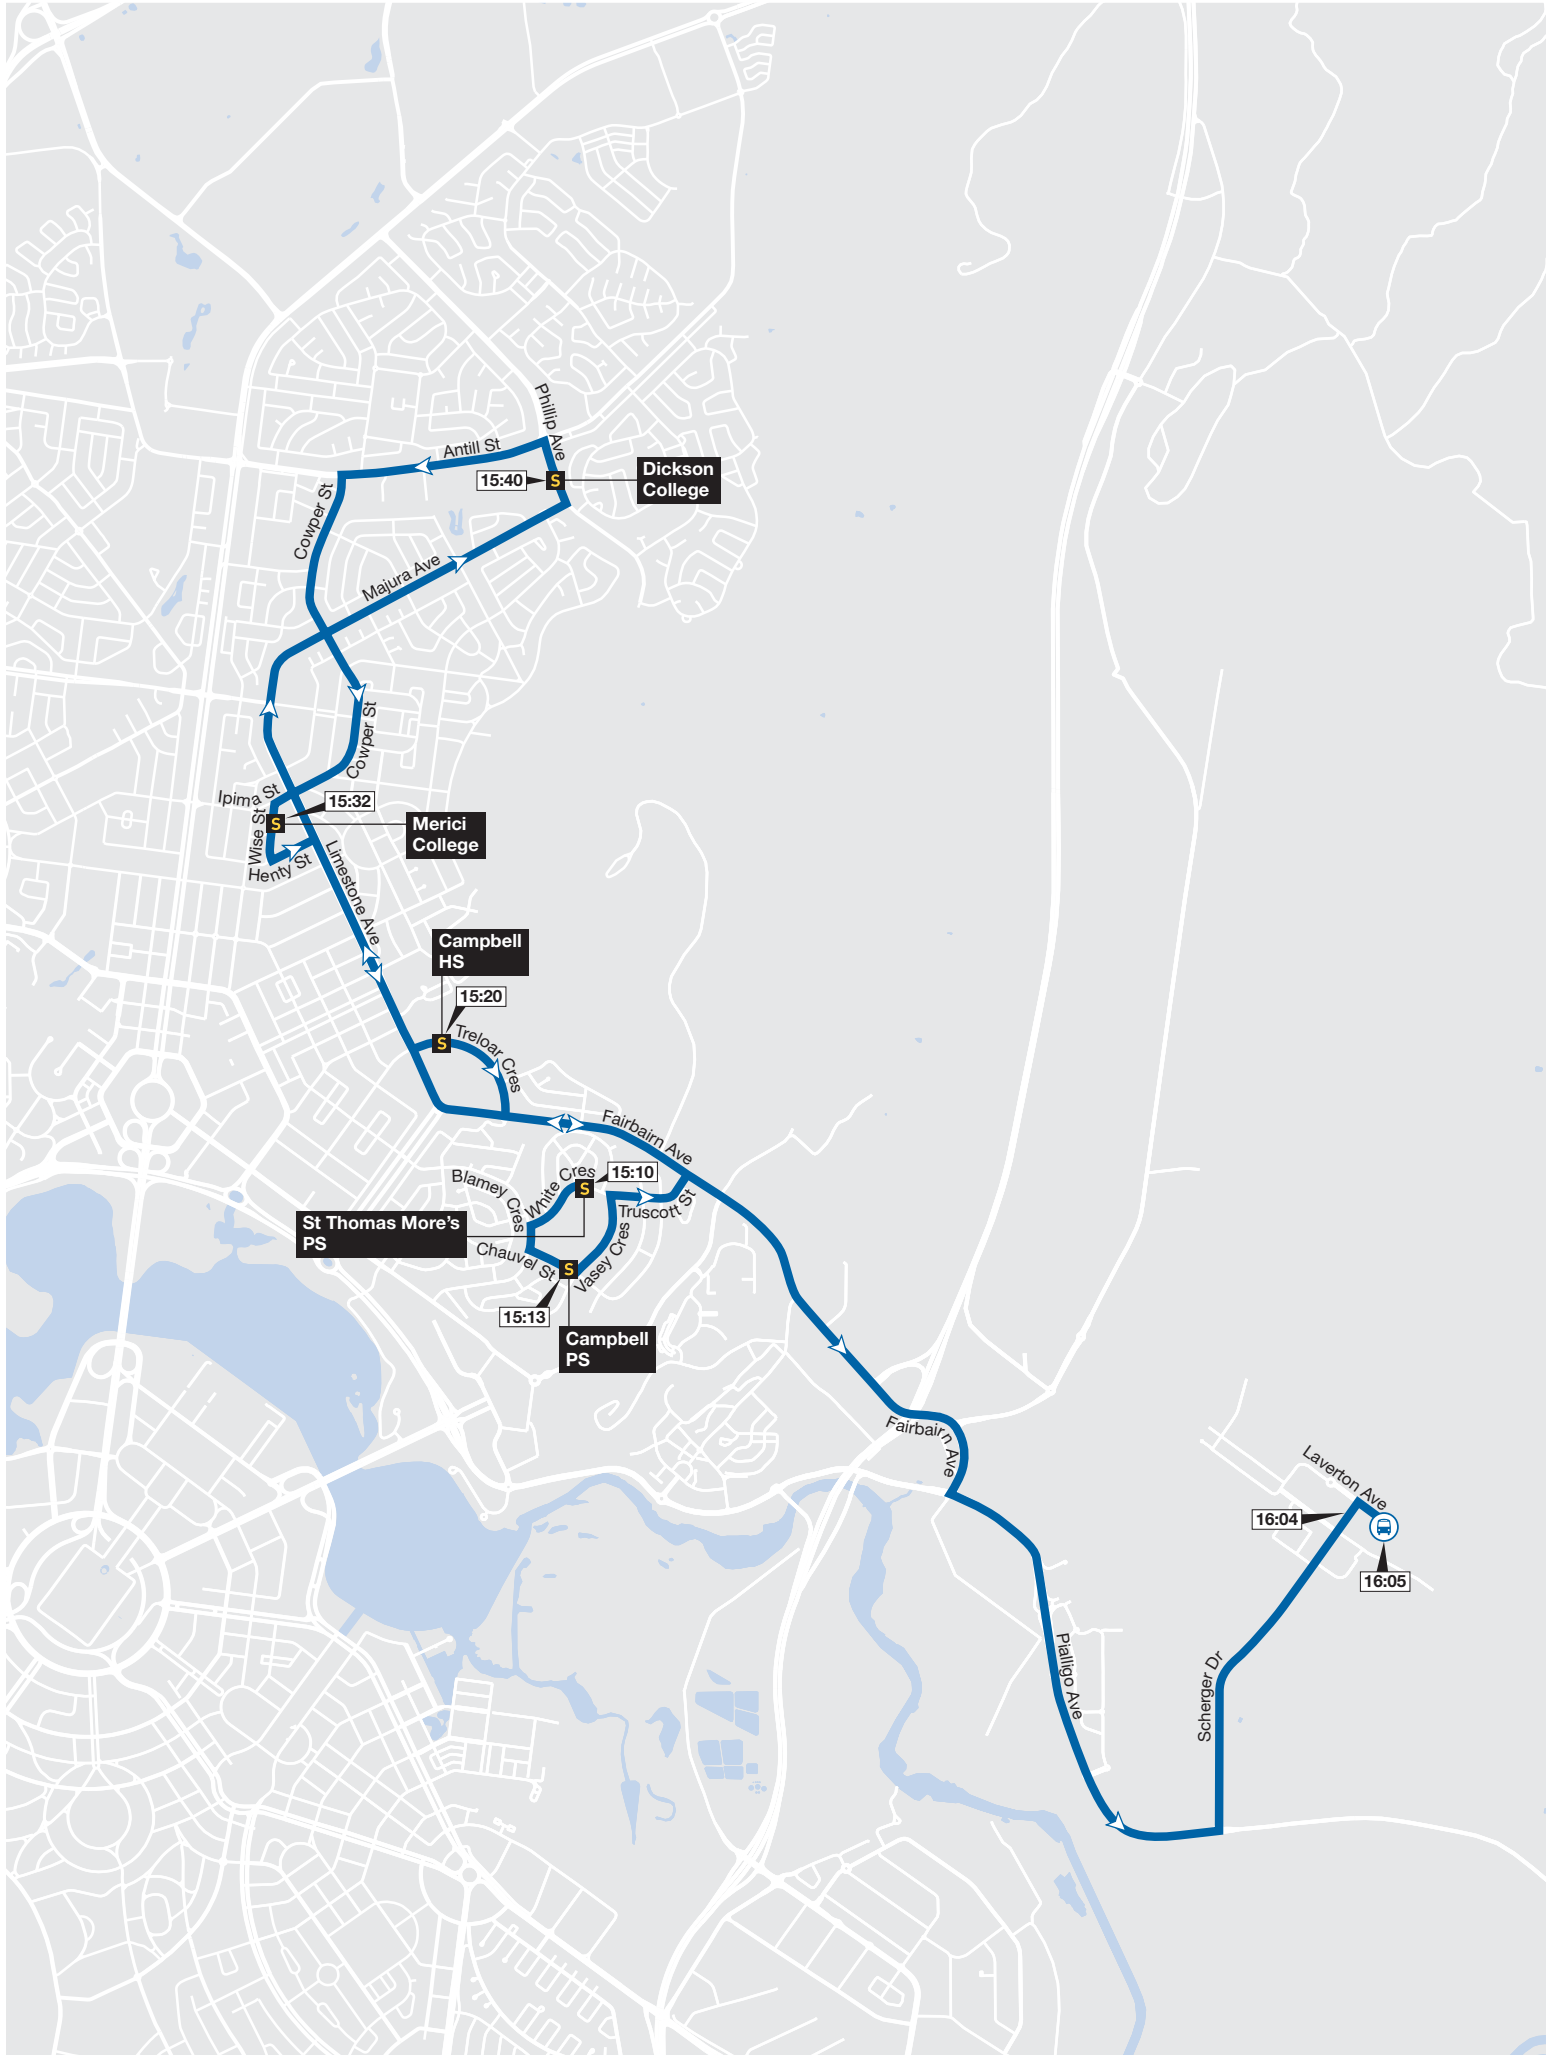 Phillip Ave
Antill St
15:40
S
Dickson
College
Cowper St
Majura Ave
Cowper St
Ipima St
15:32
S
Wise St
Merici
College
Henty St
Limestone Ave
Campbell
HS
15:20
S
Treloar Cres
Fairbairn Ave
Blamey Cres
White Cres
15:10
S
Truscott St
St Thomas More's
PS
Chauvel St
S
Vasey Cres
15:13
Campbell
PS
Fairbairn Ave
Laverton Ave
16:04
16:05
Pialligo Ave
Scherger Dr